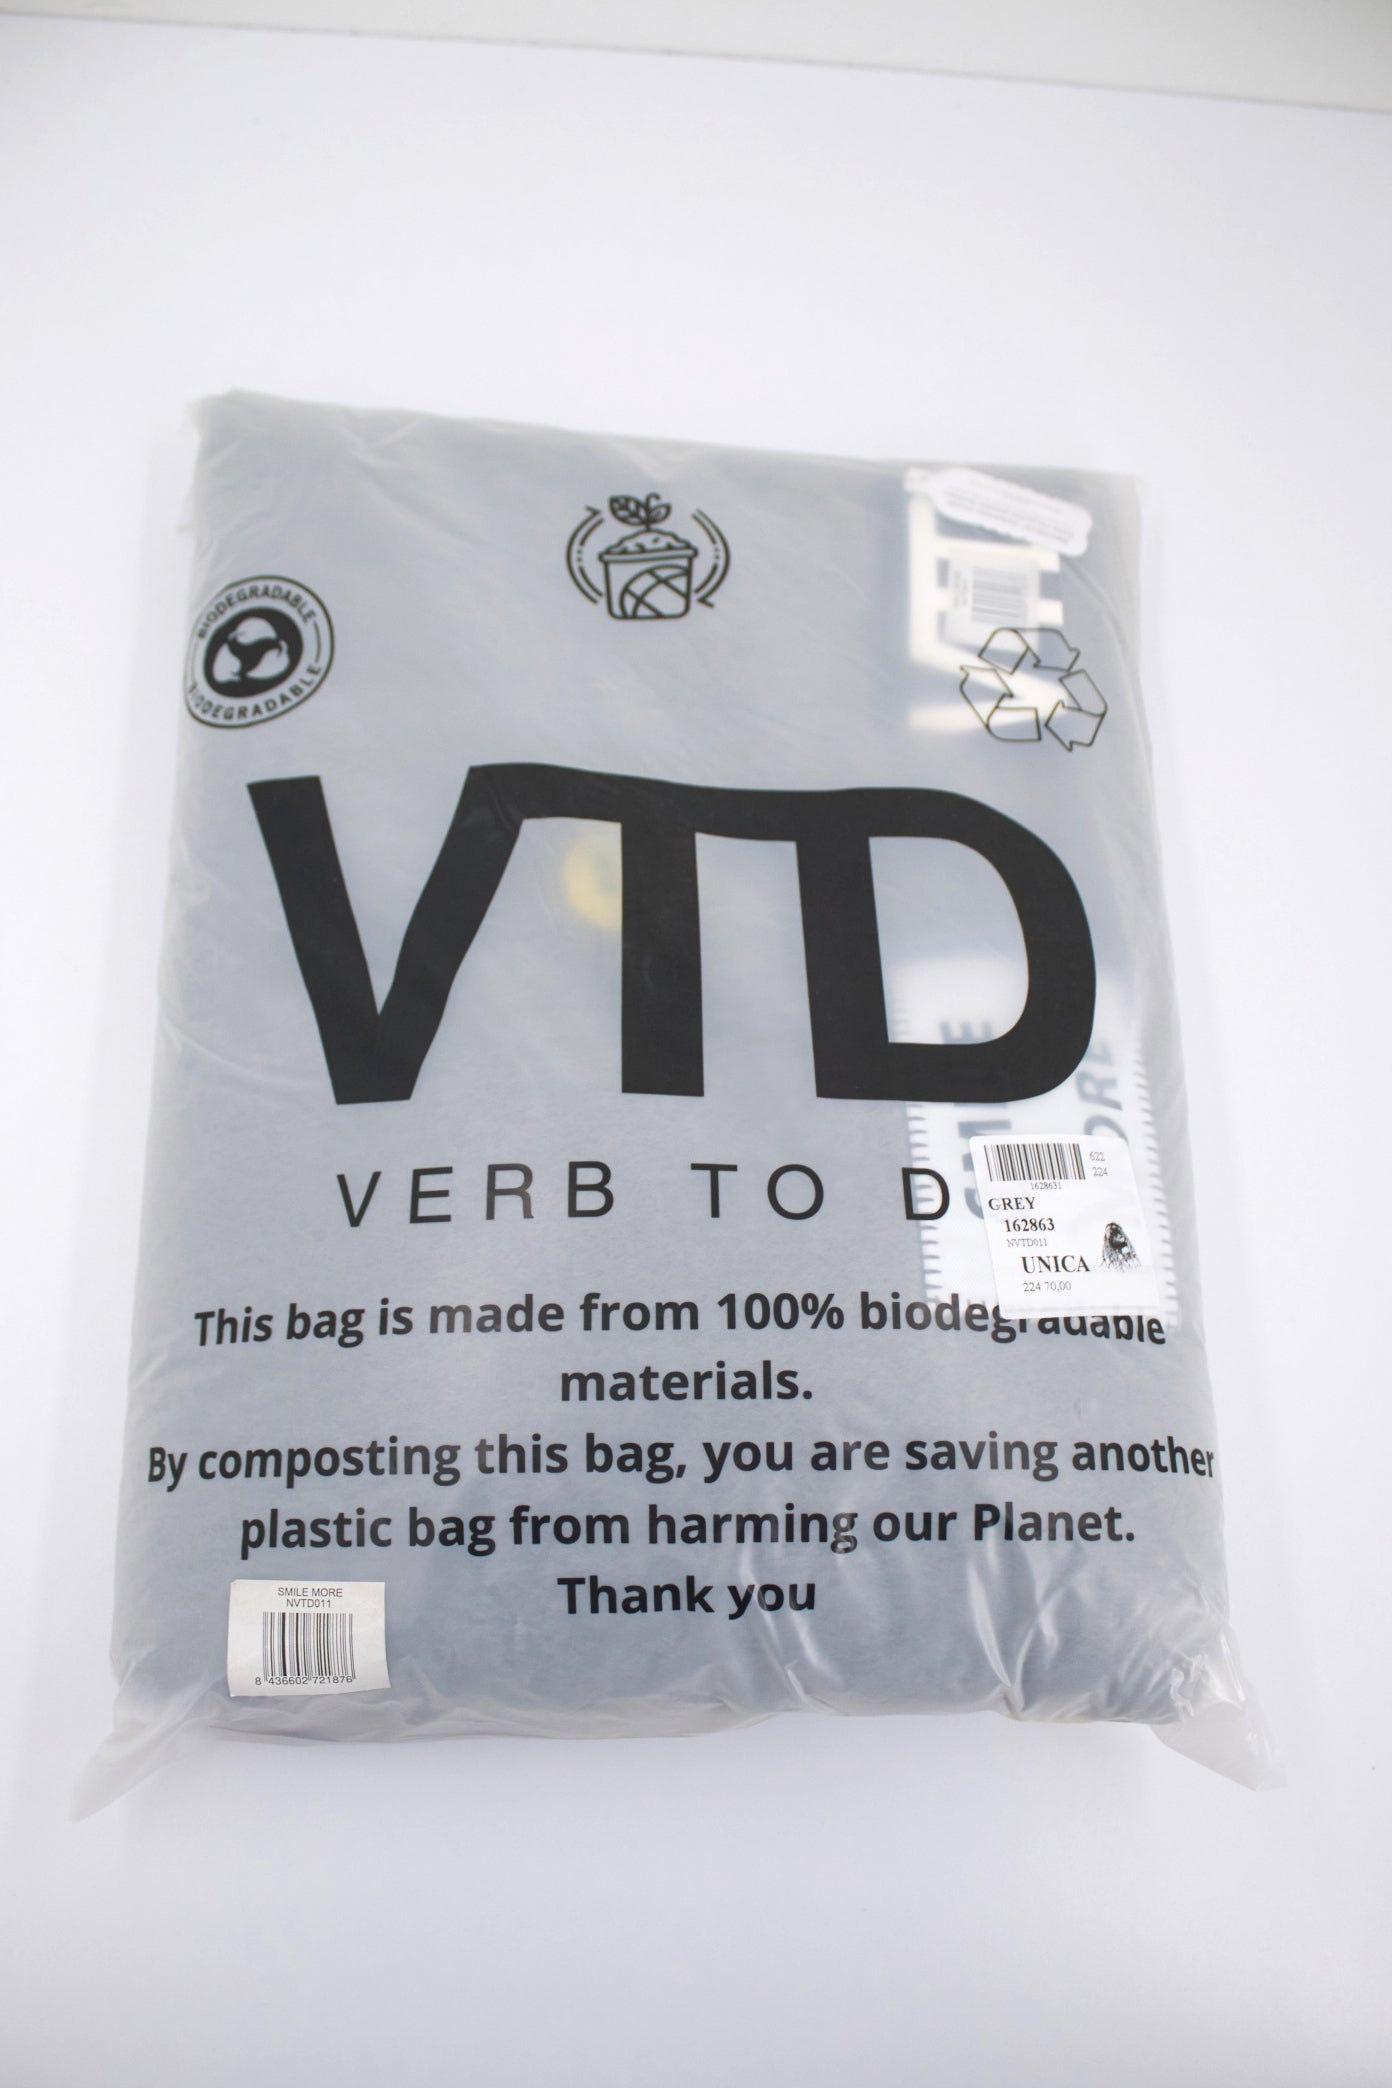 BIODEGRADABLE
BIODEGRADABLE
VTD
VERB TO D
SMILE
ORE
622
224
1628631
GREY
162863
NVTD011
UNICA
224 70,00
This bag is made from 100% biodegradable
materials.
By composting this bag, you are saving another
plastic bag from harming our Planet.
Thank you
SMILE MORE
NVTD011
8 436602 721876